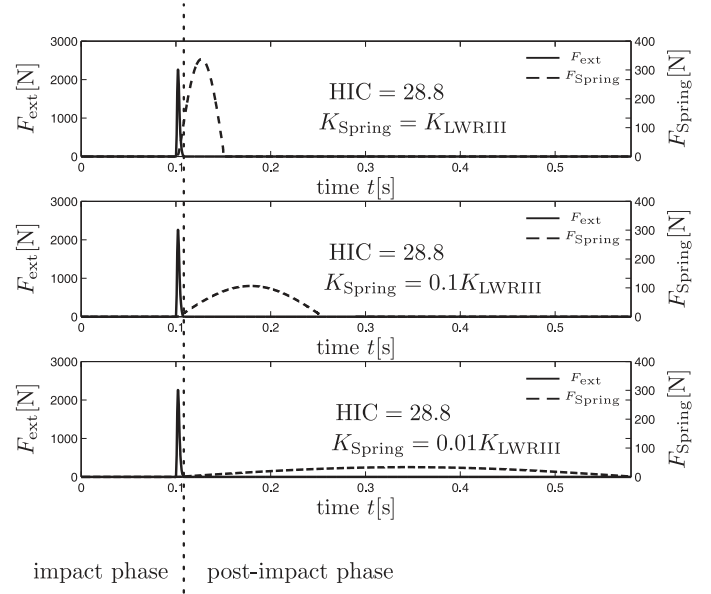 3000
2000
1000
0
F_ext[N]
400
300
200
100
0
F_Spring[N]
F_ext
F_Spring
HIC = 28.8
K_Spring = K_LWRIII
0 0.1 0.2 0.3 0.4 0.5
time t[s]
3000
2000
1000
0
F_ext[N]
400
300
200
100
0
F_Spring[N]
F_ext
F_Spring
HIC = 28.8
K_Spring = 0.1K_LWRIII
0 0.1 0.2 0.3 0.4 0.5
time t[s]
3000
2000
1000
0
F_ext[N]
400
300
200
100
0
F_Spring[N]
F_ext
F_Spring
HIC = 28.8
K_Spring = 0.01K_LWRIII
0 0.1 0.2 0.3 0.4 0.5
time t[s]
impact phase post-impact phase